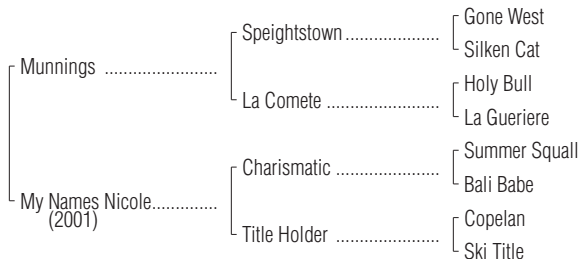 Gone West
Speightstown
Silken Cat
Munnings
Holy Bull
La Comete
La Gueriere
Summer Squall
Charismatic
Bali Babe
My Names Nicole
(2001)
Copelan
Title Holder
Ski Title